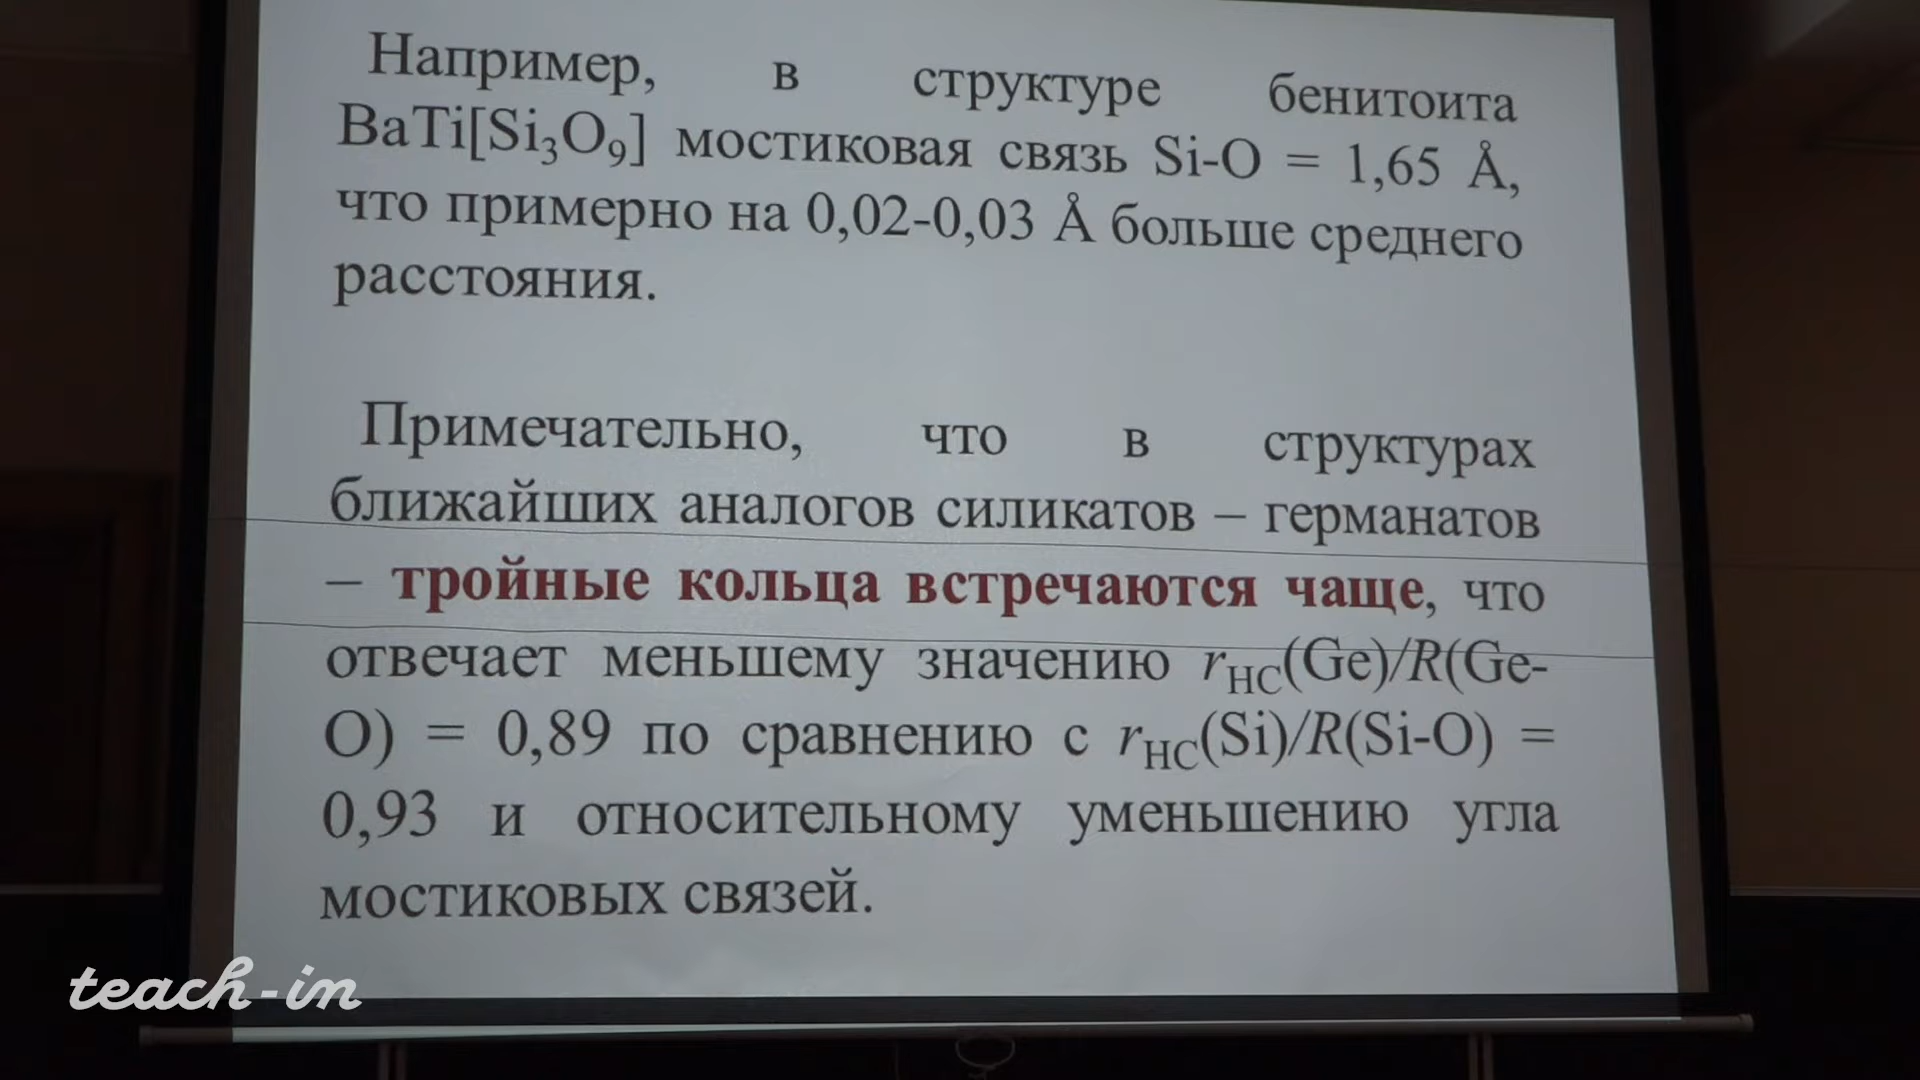 Например, в структуре бенитоита
BaTi[Si₃O₉] мостиковая связь Si-O = 1,65 Å,
что примерно на 0,02-0,03 Å больше среднего
расстояния.
Примечательно, что в структурах
ближайших аналогов силикатов – германатов
– тройные кольца встречаются чаще, что
отвечает меньшему значению rНС(Ge)/R(Ge-
O) = 0,89 по сравнению с rНС(Si)/R(Si-O) =
0,93 и относительному уменьшению угла
мостиковых связей.
teach-in